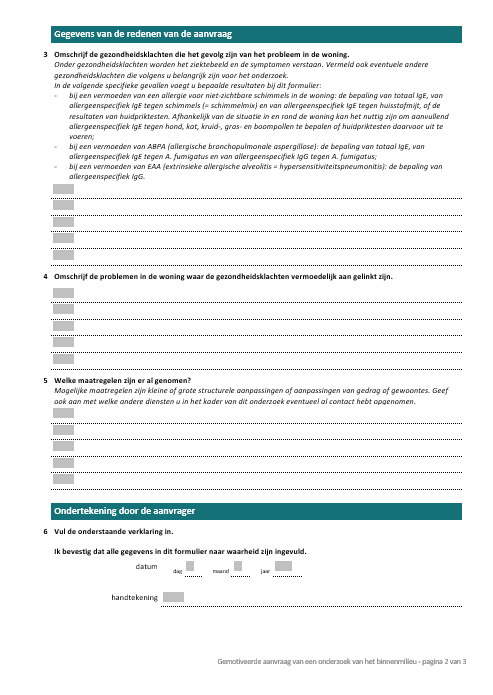 Gegevens van de redenen van de aanvraag
3 Omschrijf de gezondheidsklachten die het gevolg zijn van het probleem in de woning.
Onder gezondheidsklachten worden het ziektebeeld en de symptomen verstaan. Vermeld ook eventuele andere
gezondheidsklachten die volgens u belangrijk zijn voor het onderzoek.
In de volgende specifieke gevallen voegt u bepaalde resultaten bij dit formulier:
- bij een vermoeden van een allergie voor niet-zichtbare schimmels in de woning: de bepaling van totaal IgE, van
allergeenspecifiek IgE tegen schimmels (= schimmelmix) en van allergeenspecifiek IgE tegen huisstofmijt, of de
resultaten van huidpriktesten. Afhankelijk van de situatie in en rond de woning kan het nuttig zijn om aanvullend
allergeenspecifiek IgE tegen hond, kat, kruid-, gras- en boompollen te bepalen of huidpriktesten daarvoor uit te
voeren;
- bij een vermoeden van ABPA (allergische bronchopulmonale aspergillose): de bepaling van totaal IgE, van
allergeenspecifiek IgE tegen A. fumigatus en van allergeenspecifiek IgG tegen A. fumigatus;
- bij een vermoeden van EAA (extrinsieke allergische alveolitis = hypersensitiviteitspneumonitis): de bepaling van
allergeenspecifiek IgG.
4 Omschrijf de problemen in de woning waar de gezondheidsklachten vermoedelijk aan gelinkt zijn.
5 Welke maatregelen zijn er al genomen?
Mogelijke maatregelen zijn kleine of grote structurele aanpassingen of aanpassingen van gedrag of gewoontes. Geef
ook aan met welke andere diensten u in het kader van dit onderzoek eventueel al contact hebt opgenomen.
Ondertekening door de aanvrager
6 Vul de onderstaande verklaring in.
Ik bevestig dat alle gegevens in dit formulier naar waarheid zijn ingevuld.
datum dag maand jaar
handtekening
Gemotiveerde aanvraag van een onderzoek van het binnenmilieu - pagina 2 van 3